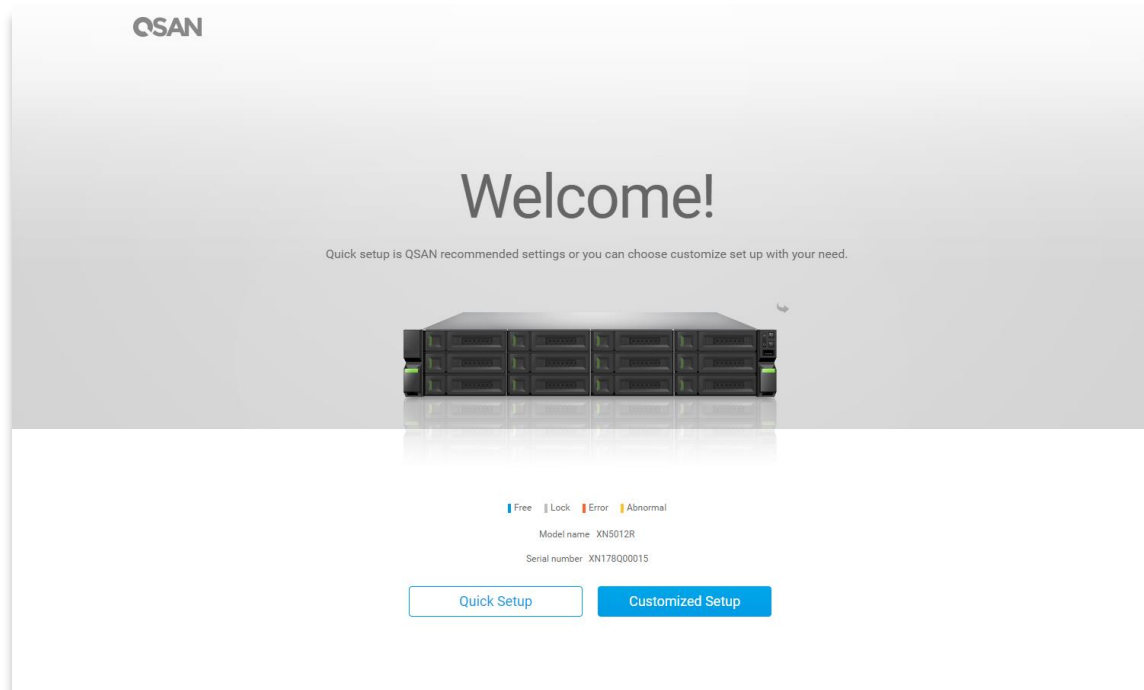 QSAN
Welcome!
Quick setup is QSAN recommended settings or you can choose customize set up with your need.
Free Lock Error Abnormal
Model name XN5012R
Serial number XN178Q00015
Quick Setup Customized Setup